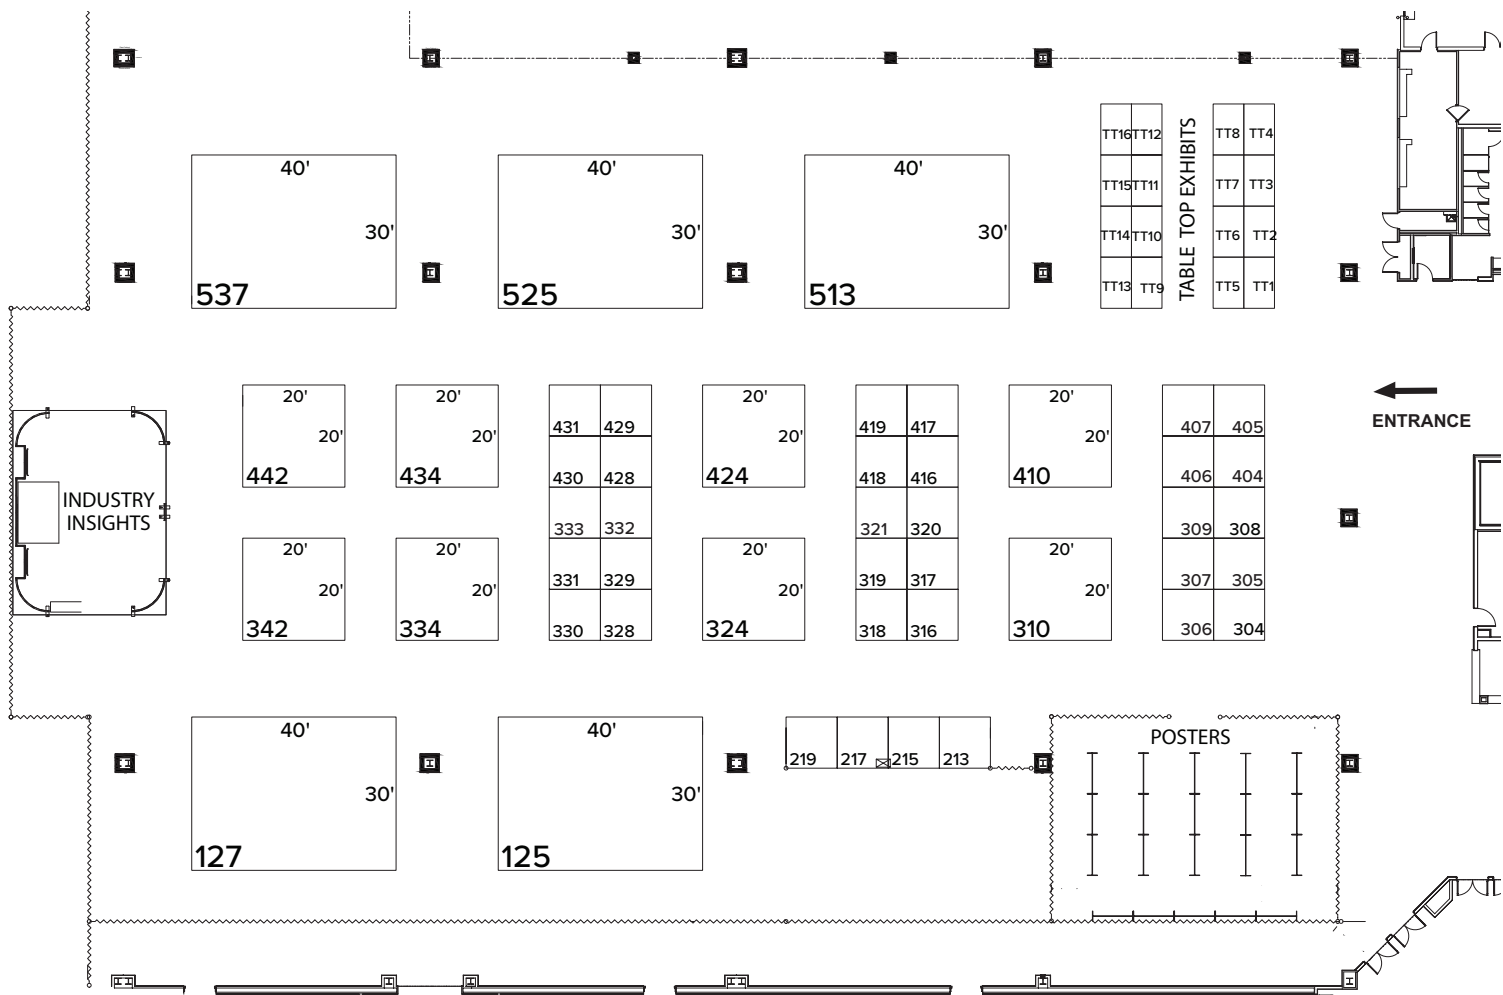 TT16 TT12 TT8 TT4
TT15 TT11 TT7 TT3
TT14 TT10 TT6 TT2
TT13 TT9 TT5 TT1
TABLE TOP EXHIBITS
40' 40' 40'
30' 30' 30'
537 525 513
ENTRANCE
20' 20' 20' 20'
20' 20' 20' 20'
431 429 419 417 407 405
442 434 424 410
430 428 418 416 406 404
INDUSTRY
INSIGHTS
333 332 321 320 309 308
20' 20' 20' 20'
20' 20' 20' 20'
331 329 319 317 307 305
342 334 324 310
330 328 318 316 306 304
40' 40'
30' 30'
127 125
219 217 215 213
POSTERS